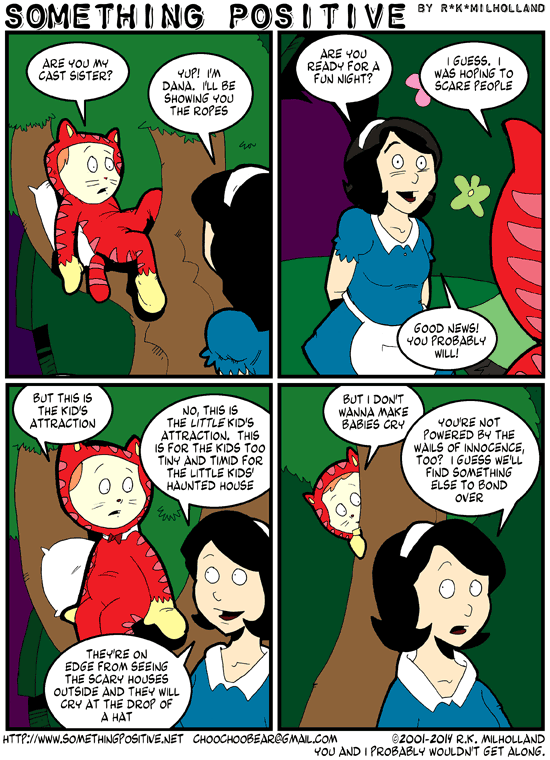 SOMETHING POSITIVE BY R*K*MILHOLLAND
ARE YOU MY
CAST SISTER?
YUP! I'M
DANA. I'LL BE
SHOWING YOU
THE ROPES
ARE YOU
READY FOR A
FUN NIGHT?
I GUESS. I
WAS HOPING TO
SCARE PEOPLE
GOOD NEWS!
YOU PROBABLY
WILL!
BUT THIS IS
THE KID'S
ATTRACTION
NO, THIS IS
THE LITTLE KID'S
ATTRACTION. THIS
IS FOR THE KIDS TOO
TINY AND TIMID FOR
THE LITTLE KIDS'
HAUNTED HOUSE
THEY'RE ON
EDGE FROM SEEING
THE SCARY HOUSES
OUTSIDE AND THEY WILL
CRY AT THE DROP OF
A HAT
BUT I DON'T
WANNA MAKE
BABIES CRY
YOU'RE NOT
POWERED BY THE
WAILS OF INNOCENCE,
TOO? I GUESS WE'LL
FIND SOMETHING
ELSE TO BOND
OVER
HTTP://WWW.SOMETHINGPOSITIVE.NET CHOOCHOOBEAR@GMAIL.COM ©2001-2014 R.K. MILHOLLAND
YOU AND I PROBABLY WOULDN'T GET ALONG.